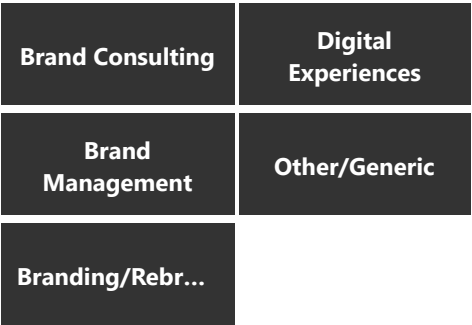 Brand Consulting
Digital
Experiences
Brand
Management
Other/Generic
Branding/Rebr...